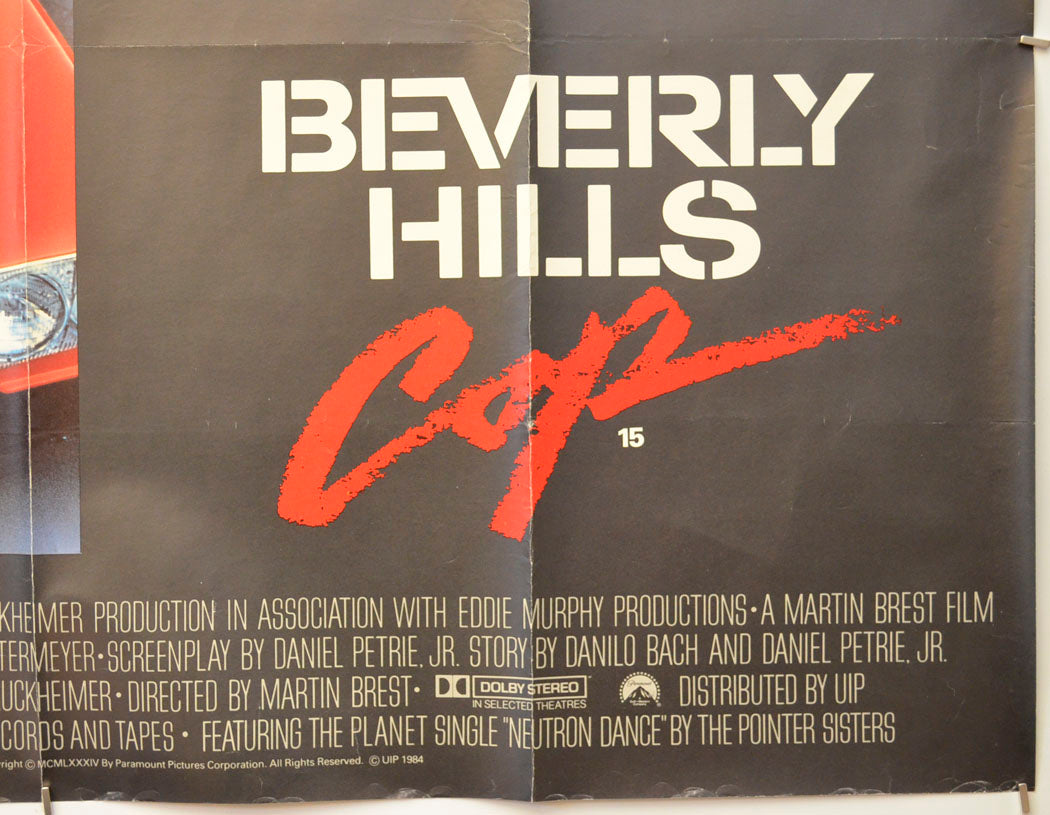 BEVERLY
HILLS
Cop
15
KHEIMER PRODUCTION IN ASSOCIATION WITH EDDIE MURPHY PRODUCTIONS • A MARTIN BREST FILM
TERMEYER • SCREENPLAY BY DANIEL PETRIE, JR. STORY BY DANILO BACH AND DANIEL PETRIE, JR.
UCKHEIMER • DIRECTED BY MARTIN BREST • DOLBY STEREO IN SELECTED THEATRES Paramount DISTRIBUTED BY UIP
CORDS AND TAPES • FEATURING THE PLANET SINGLE "NEUTRON DANCE" BY THE POINTER SISTERS
right © MCMLXXXIV By Paramount Pictures Corporation. All Rights Reserved. © UIP 1984